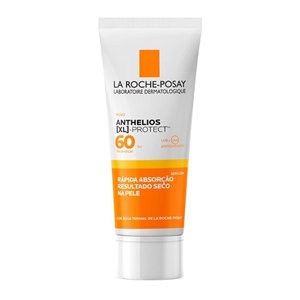 LA ROCHE-POSAY
LABORATOIRE DERMATOLOGIQUE
ANTHELIOS
[XL]-PROTECT
60
RÁPIDA ABSORÇÃO
RESULTADO SECO
NA PELE